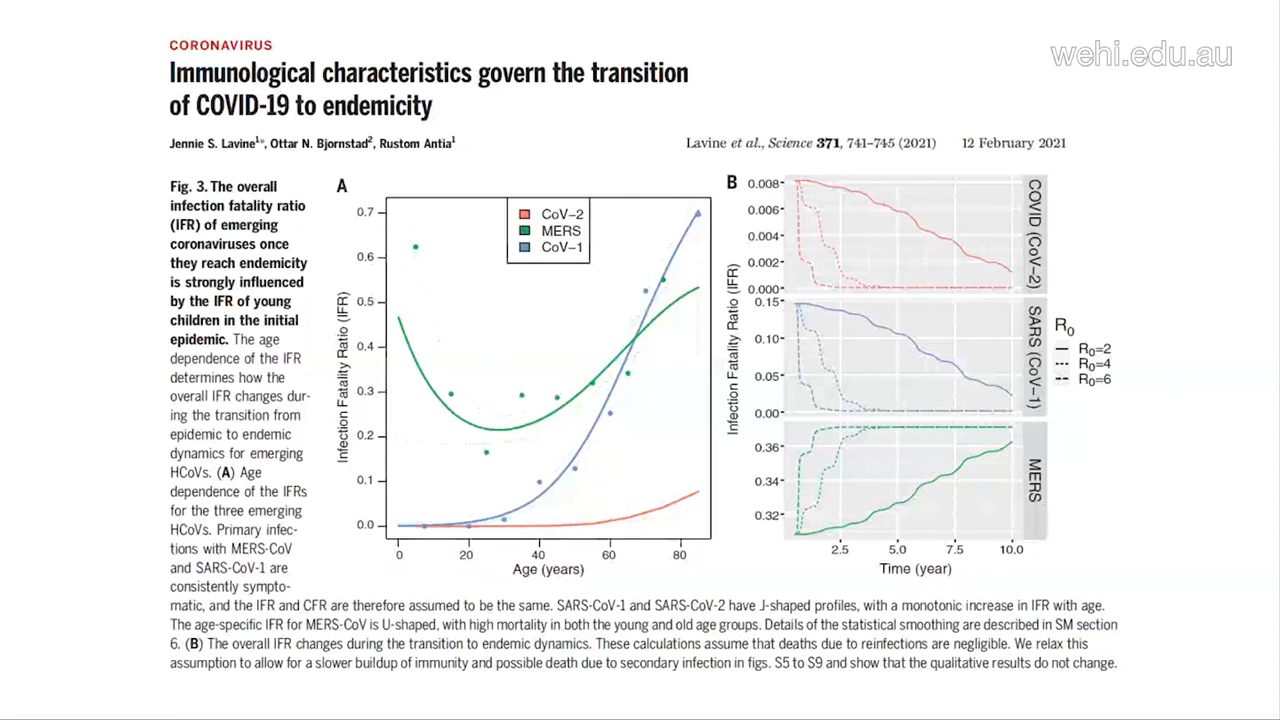 CORONAVIRUS
wehi.edu.au
Immunological characteristics govern the transition
of COVID-19 to endemicity
Jennie S. Lavine1*, Ottar N. Bjornstad2, Rustom Antia1
Lavine et al., Science 371, 741–745 (2021) 12 February 2021
Fig. 3. The overall
infection fatality ratio
(IFR) of emerging
coronaviruses once
they reach endemicity
is strongly influenced
by the IFR of young
children in the initial
epidemic. The age
dependence of the IFR
determines how the
overall IFR changes dur-
ing the transition from
epidemic to endemic
dynamics for emerging
HCoVs. (A) Age
dependence of the IFRs
for the three emerging
HCoVs. Primary infec-
tions with MERS-CoV
and SARS-CoV-1 are
consistently sympto-
matic, and the IFR and CFR are therefore assumed to be the same. SARS-CoV-1 and SARS-CoV-2 have J-shaped profiles, with a monotonic increase in IFR with age.
The age-specific IFR for MERS-CoV is U-shaped, with high mortality in both the young and old age groups. Details of the statistical smoothing are described in SM section
6. (B) The overall IFR changes during the transition to endemic dynamics. These calculations assume that deaths due to reinfections are negligible. We relax this
assumption to allow for a slower buildup of immunity and possible death due to secondary infection in figs. S5 to S9 and show that the qualitative results do not change.
A
Infection Fatality Ratio (IFR)
0.7
0.6
0.5
0.4
0.3
0.2
0.1
0.0
CoV−2
MERS
CoV−1
0 20 40 60 80
Age (years)
B
Infection Fatality Ratio (IFR)
0.008
0.006
0.004
0.002
0.000
COVID (CoV−2)
0.15
0.10
0.05
0.00
SARS (CoV−1)
0.36
0.34
0.32
MERS
2.5 5.0 7.5 10.0
Time (year)
R0
R0=2
R0=4
R0=6